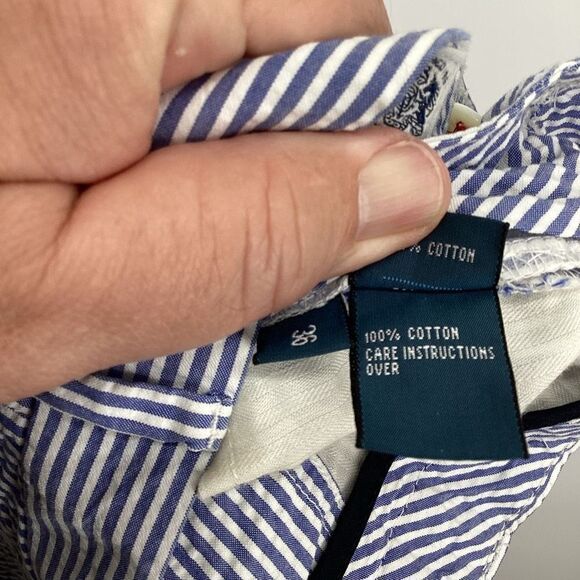 % COTTON
36
100% COTTON
CARE INSTRUCTIONS
OVER